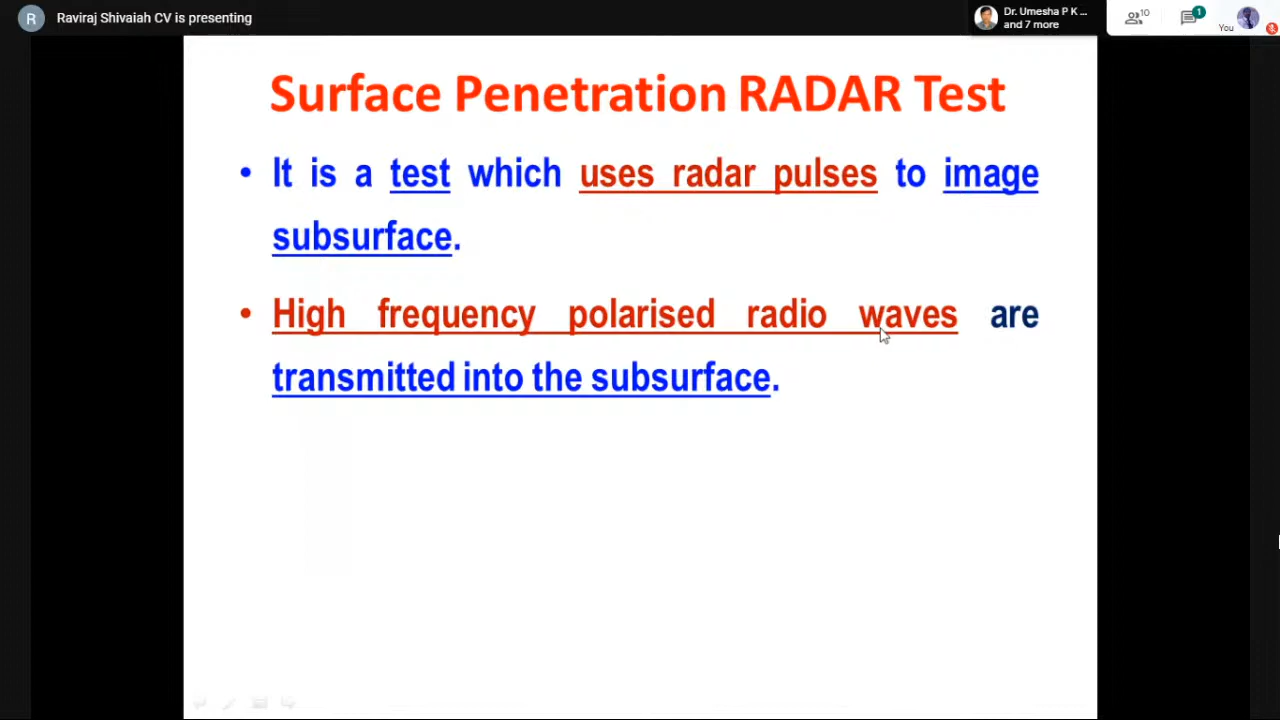 R Raviraj Shivaiah CV is presenting
Dr. Umesha P K ...
and 7 more
10
1
You
Surface Penetration RADAR Test
• It is a test which uses radar pulses to image
subsurface.
• High frequency polarised radio waves are
transmitted into the subsurface.